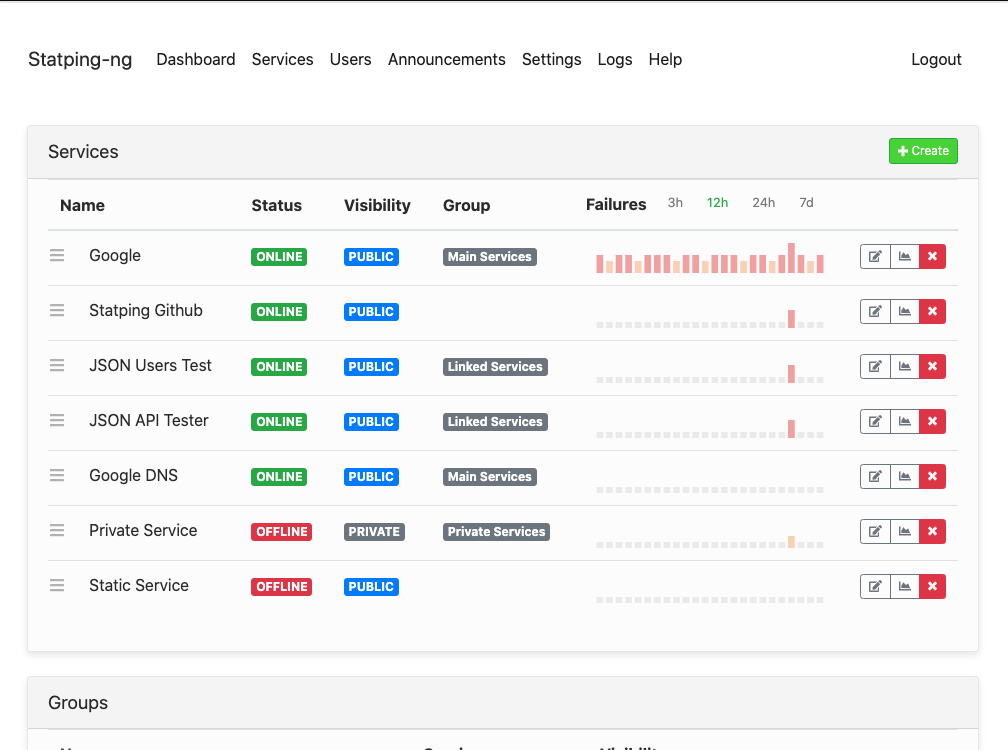 Statping-ng Dashboard Services Users Announcements Settings Logs Help Logout
Services Create
Name Status Visibility Group Failures 3h 12h 24h 7d
Google ONLINE PUBLIC Main Services
Statping Github ONLINE PUBLIC
JSON Users Test ONLINE PUBLIC Linked Services
JSON API Tester ONLINE PUBLIC Linked Services
Google DNS ONLINE PUBLIC Main Services
Private Service OFFLINE PRIVATE Private Services
Static Service OFFLINE PUBLIC
Groups